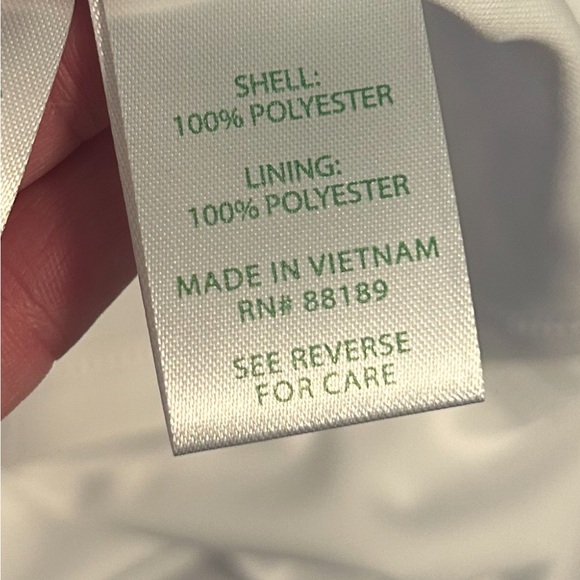 SHELL:
100% POLYESTER
LINING:
100% POLYESTER
MADE IN VIETNAM
RN# 88189
SEE REVERSE
FOR CARE